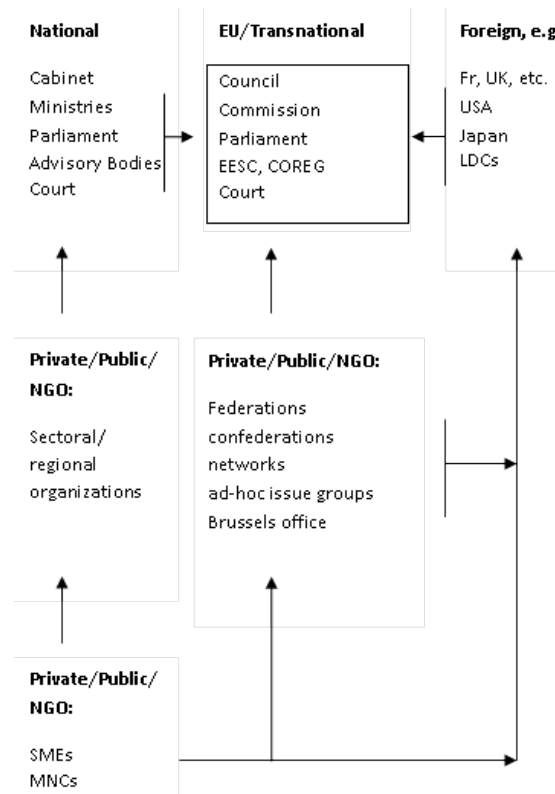 National
Cabinet
Ministries
Parliament
Advisory Bodies
Court
EU/Transnational
Council
Commission
Parliament
EESC, COREG
Court
Foreign, e.g
Fr, UK, etc.
USA
Japan
LDCs
Private/Public/
NGO:
Sectoral/
regional
organizations
Private/Public/NGO:
Federations
confederations
networks
ad-hoc issue groups
Brussels office
Private/Public/
NGO:
SMEs
MNCs